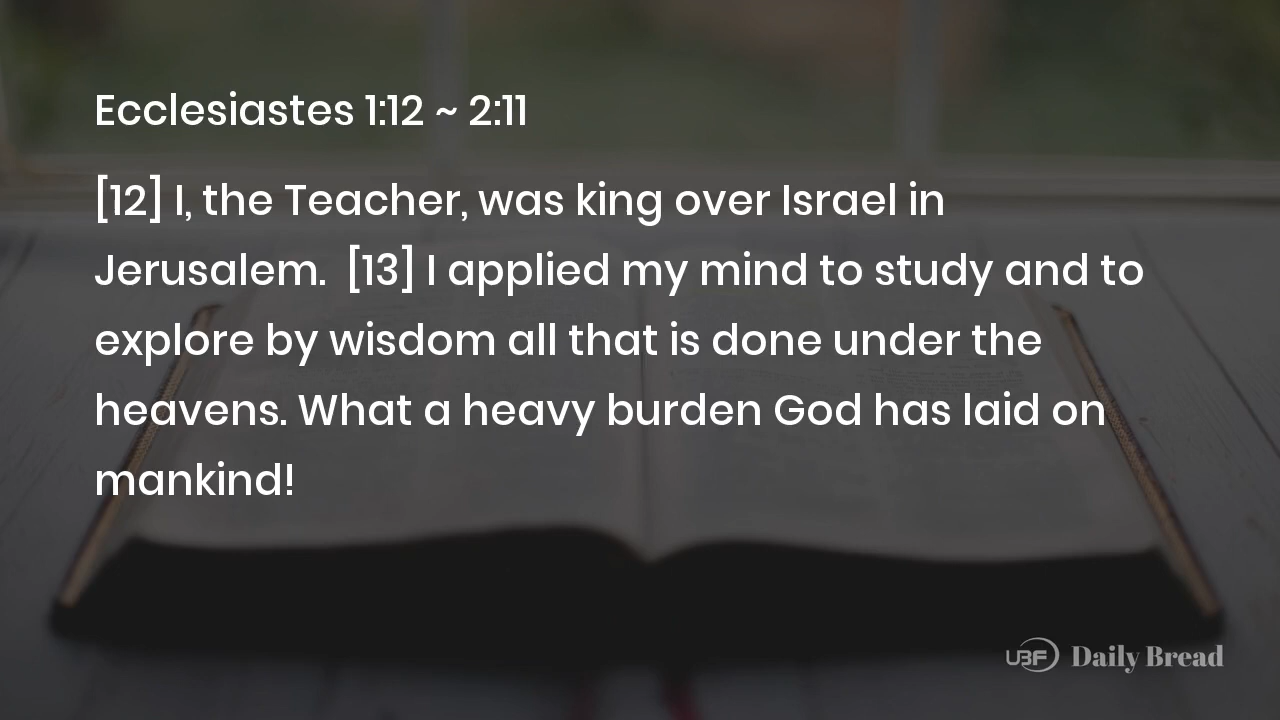 Ecclesiastes 1:12 ~ 2:11
[12] I, the Teacher, was king over Israel in
Jerusalem.  [13] I applied my mind to study and to
explore by wisdom all that is done under the
heavens. What a heavy burden God has laid on
mankind!
UBF Daily Bread